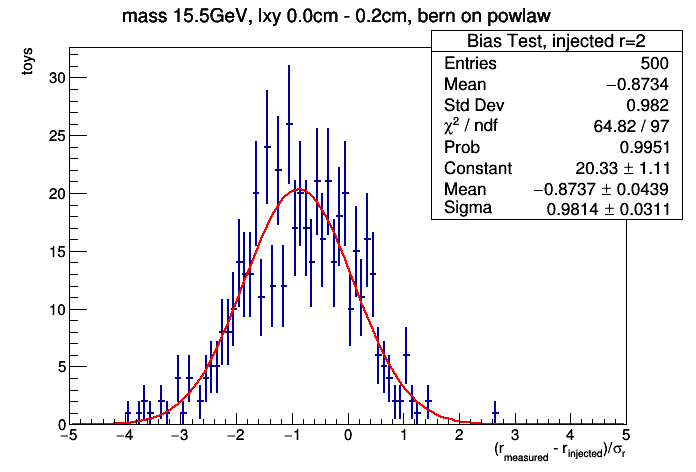 mass 15.5GeV, lxy 0.0cm - 0.2cm, bern on powlaw
Bias Test, injected r=2
Entries 500
Mean −0.8734
Std Dev 0.982
χ² / ndf 64.82 / 97
Prob 0.9951
Constant 20.33 ± 1.11
Mean −0.8737 ± 0.0439
Sigma 0.9814 ± 0.0311
toys
30
25
20
15
10
5
0
−5 −4 −3 −2 −1 0 1 2 3 4 5
(r_measured - r_injected)/σ_r